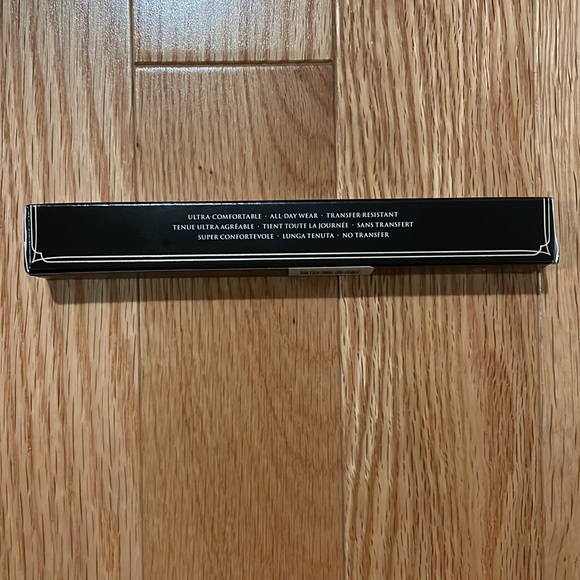 ULTRA-COMFORTABLE · ALL-DAY WEAR · TRANSFER-RESISTANT
TENUE ULTRA AGRÉABLE · TIENT TOUTE LA JOURNÉE · SANS TRANSFERT
SUPER CONFORTEVOLE · LUNGA TENUTA · NO TRANSFER